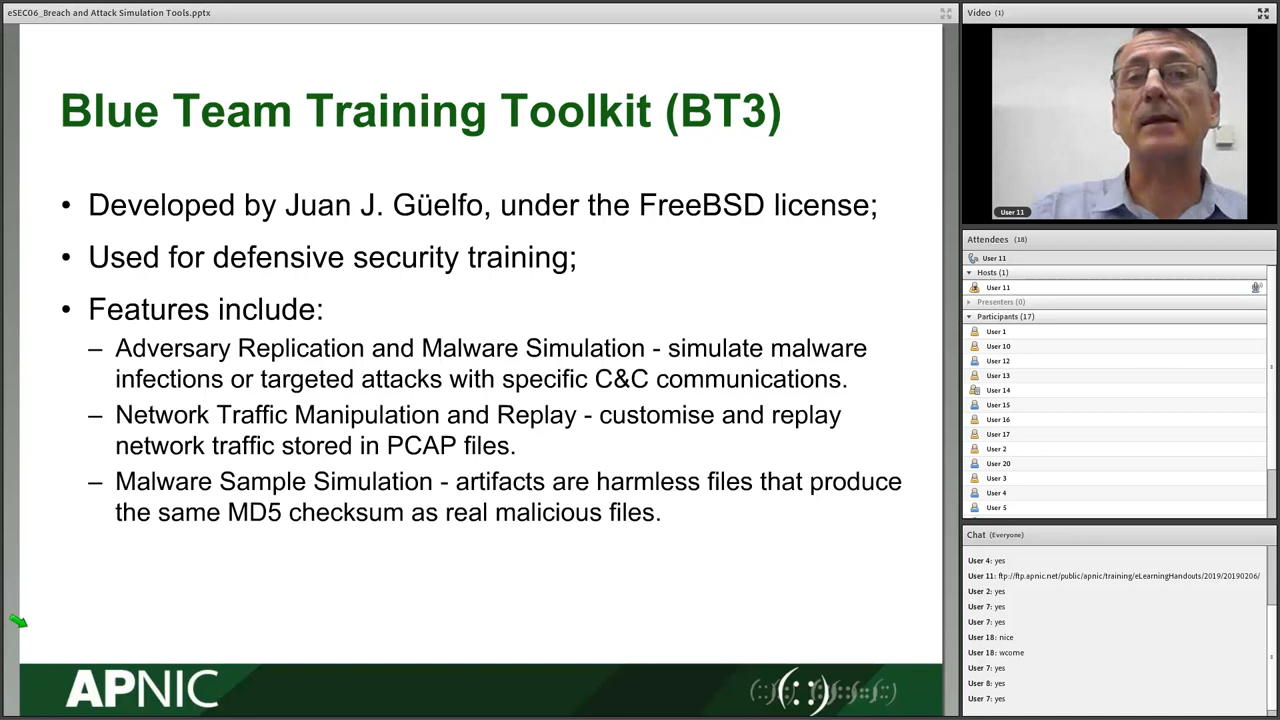 eSEC06_Breach and Attack Simulation Tools.pptx
Blue Team Training Toolkit (BT3)
• Developed by Juan J. Güelfo, under the FreeBSD license;
• Used for defensive security training;
• Features include:
– Adversary Replication and Malware Simulation - simulate malware
infections or targeted attacks with specific C&C communications.
– Network Traffic Manipulation and Replay - customise and replay
network traffic stored in PCAP files.
– Malware Sample Simulation - artifacts are harmless files that produce
the same MD5 checksum as real malicious files.
APNIC
Video (1)
User 11
Attendees (18)
User 11
Hosts (1)
User 11
Presenters (0)
Participants (17)
User 1
User 10
User 12
User 13
User 14
User 15
User 16
User 17
User 2
User 20
User 3
User 4
User 5
Chat (Everyone)
User 4: yes
User 11: ftp://ftp.apnic.net/public/apnic/training/eLearningHandouts/2019/20190206/
User 2: yes
User 7: yes
User 7: yes
User 18: nice
User 18: wcome
User 7: yes
User 8: yes
User 7: yes